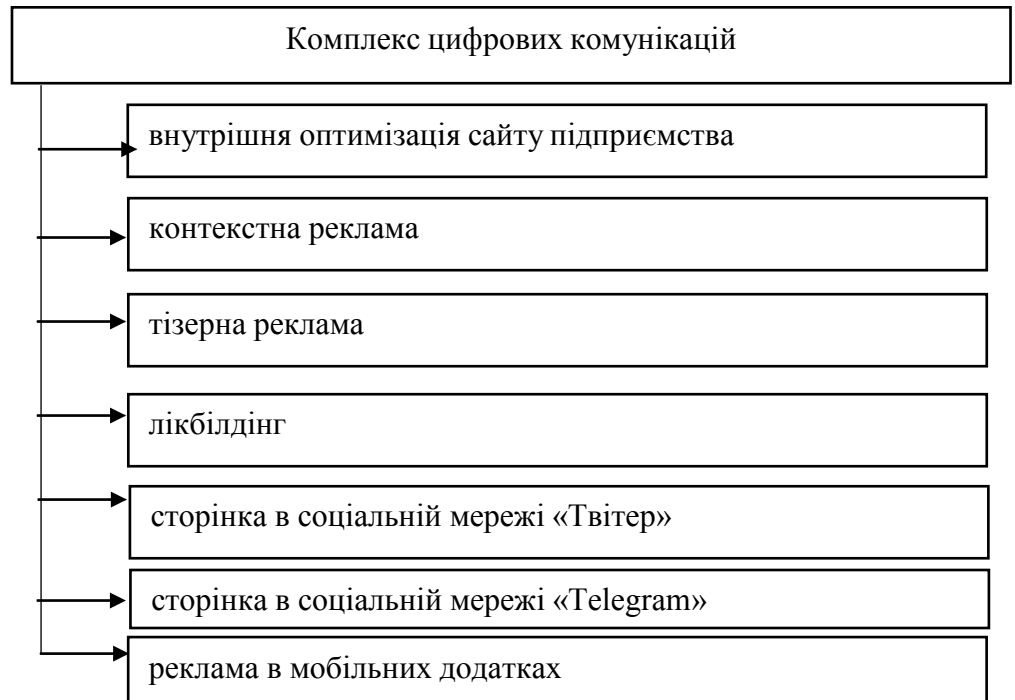 Комплекс цифрових комунікацій
внутрішня оптимізація сайту підприємства
контекстна реклама
тізерна реклама
лікбілдінг
сторінка в соціальній мережі «Твітер»
сторінка в соціальній мережі «Telegram»
реклама в мобільних додатках